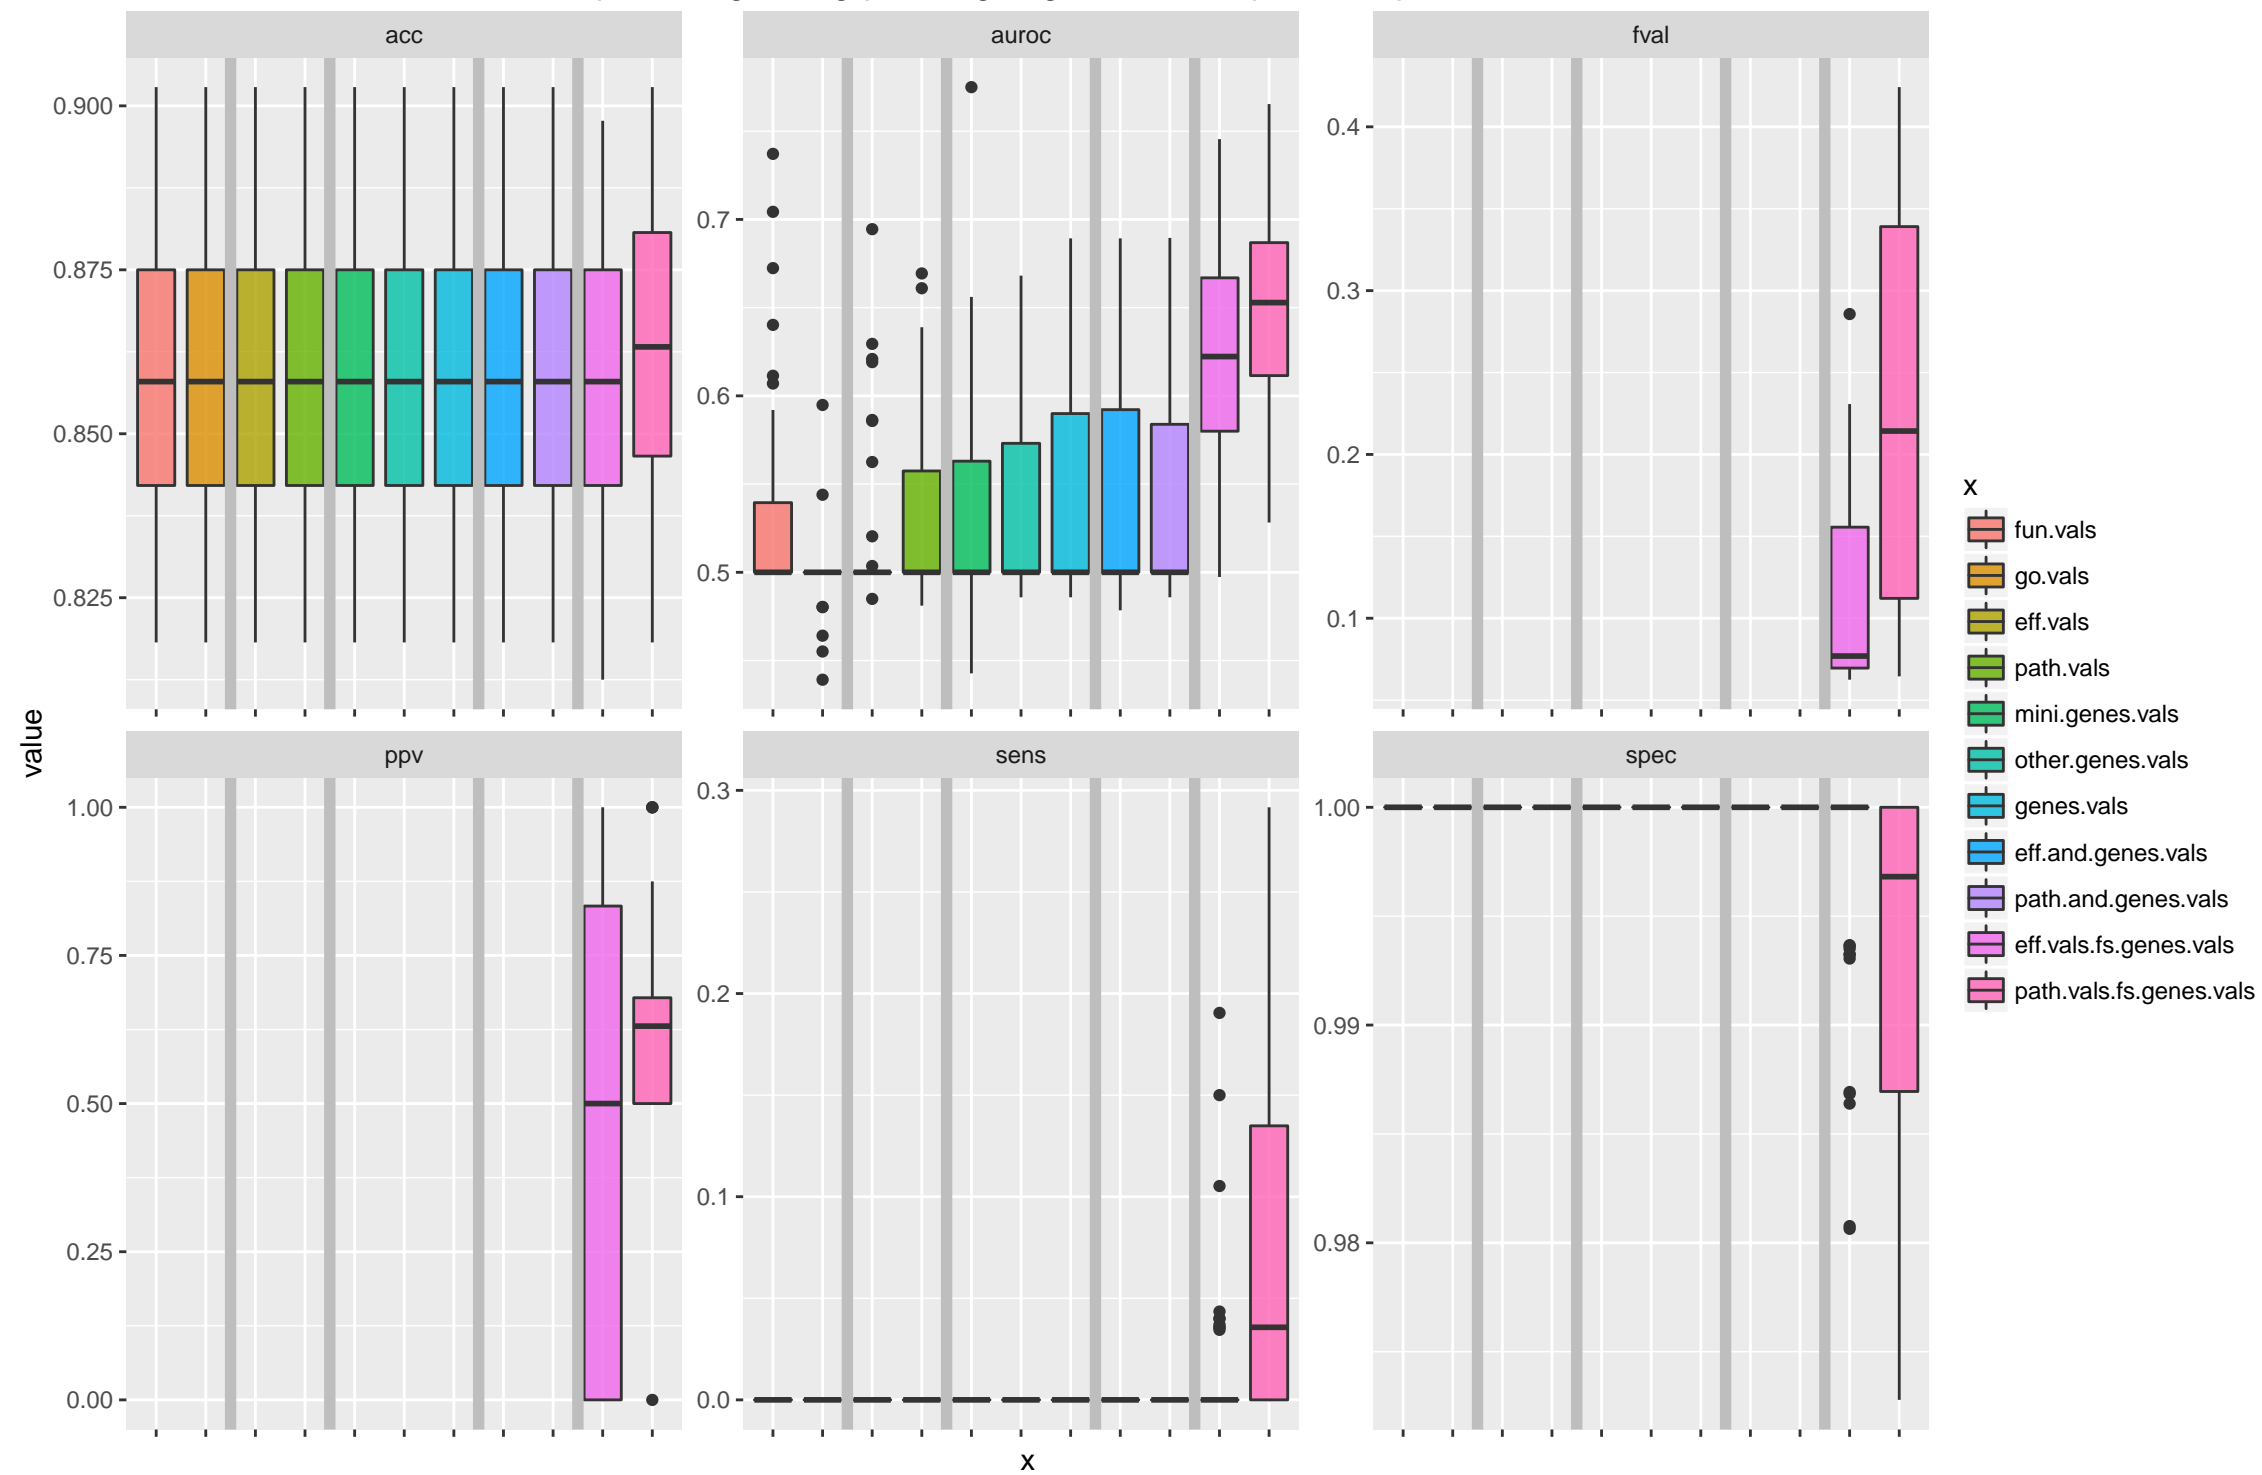 acc
auroc
fval
0.900
0.875
0.850
0.825
0.7
0.6
0.5
0.4
0.3
0.2
0.1
value
ppv
sens
spec
1.00
0.75
0.50
0.25
0.00
0.3
0.2
0.1
0.0
1.00
0.99
0.98
x
x
fun.vals
go.vals
eff.vals
path.vals
mini.genes.vals
other.genes.vals
genes.vals
eff.and.genes.vals
path.and.genes.vals
eff.vals.fs.genes.vals
path.vals.fs.genes.vals